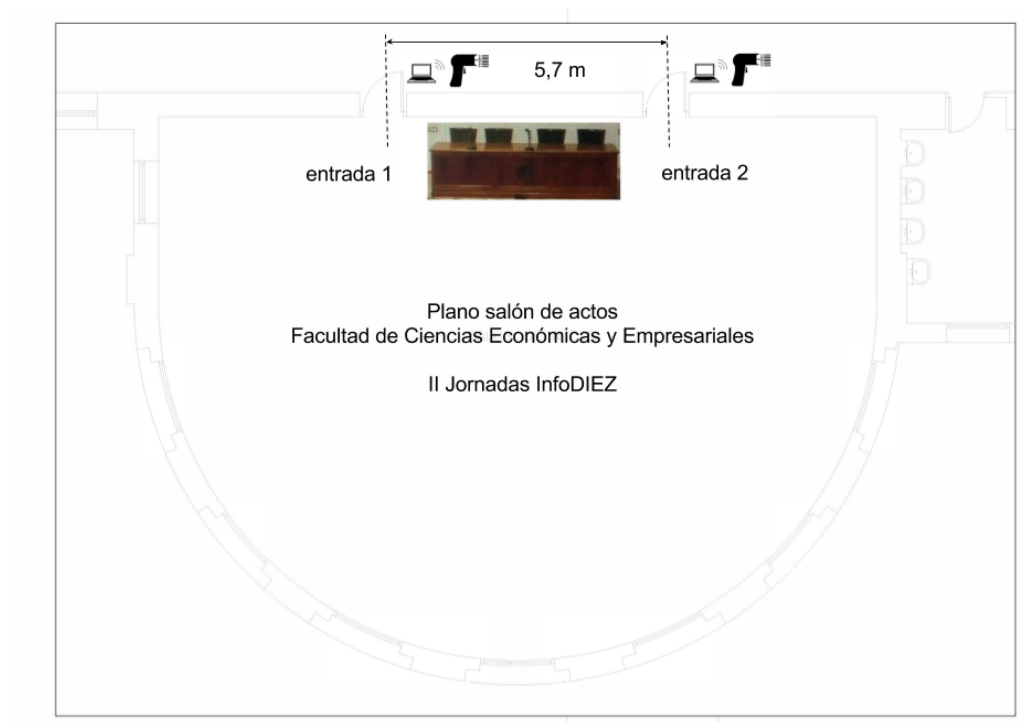 5,7 m
entrada 1
entrada 2
Plano salón de actos
Facultad de Ciencias Económicas y Empresariales
II Jornadas InfoDIEZ